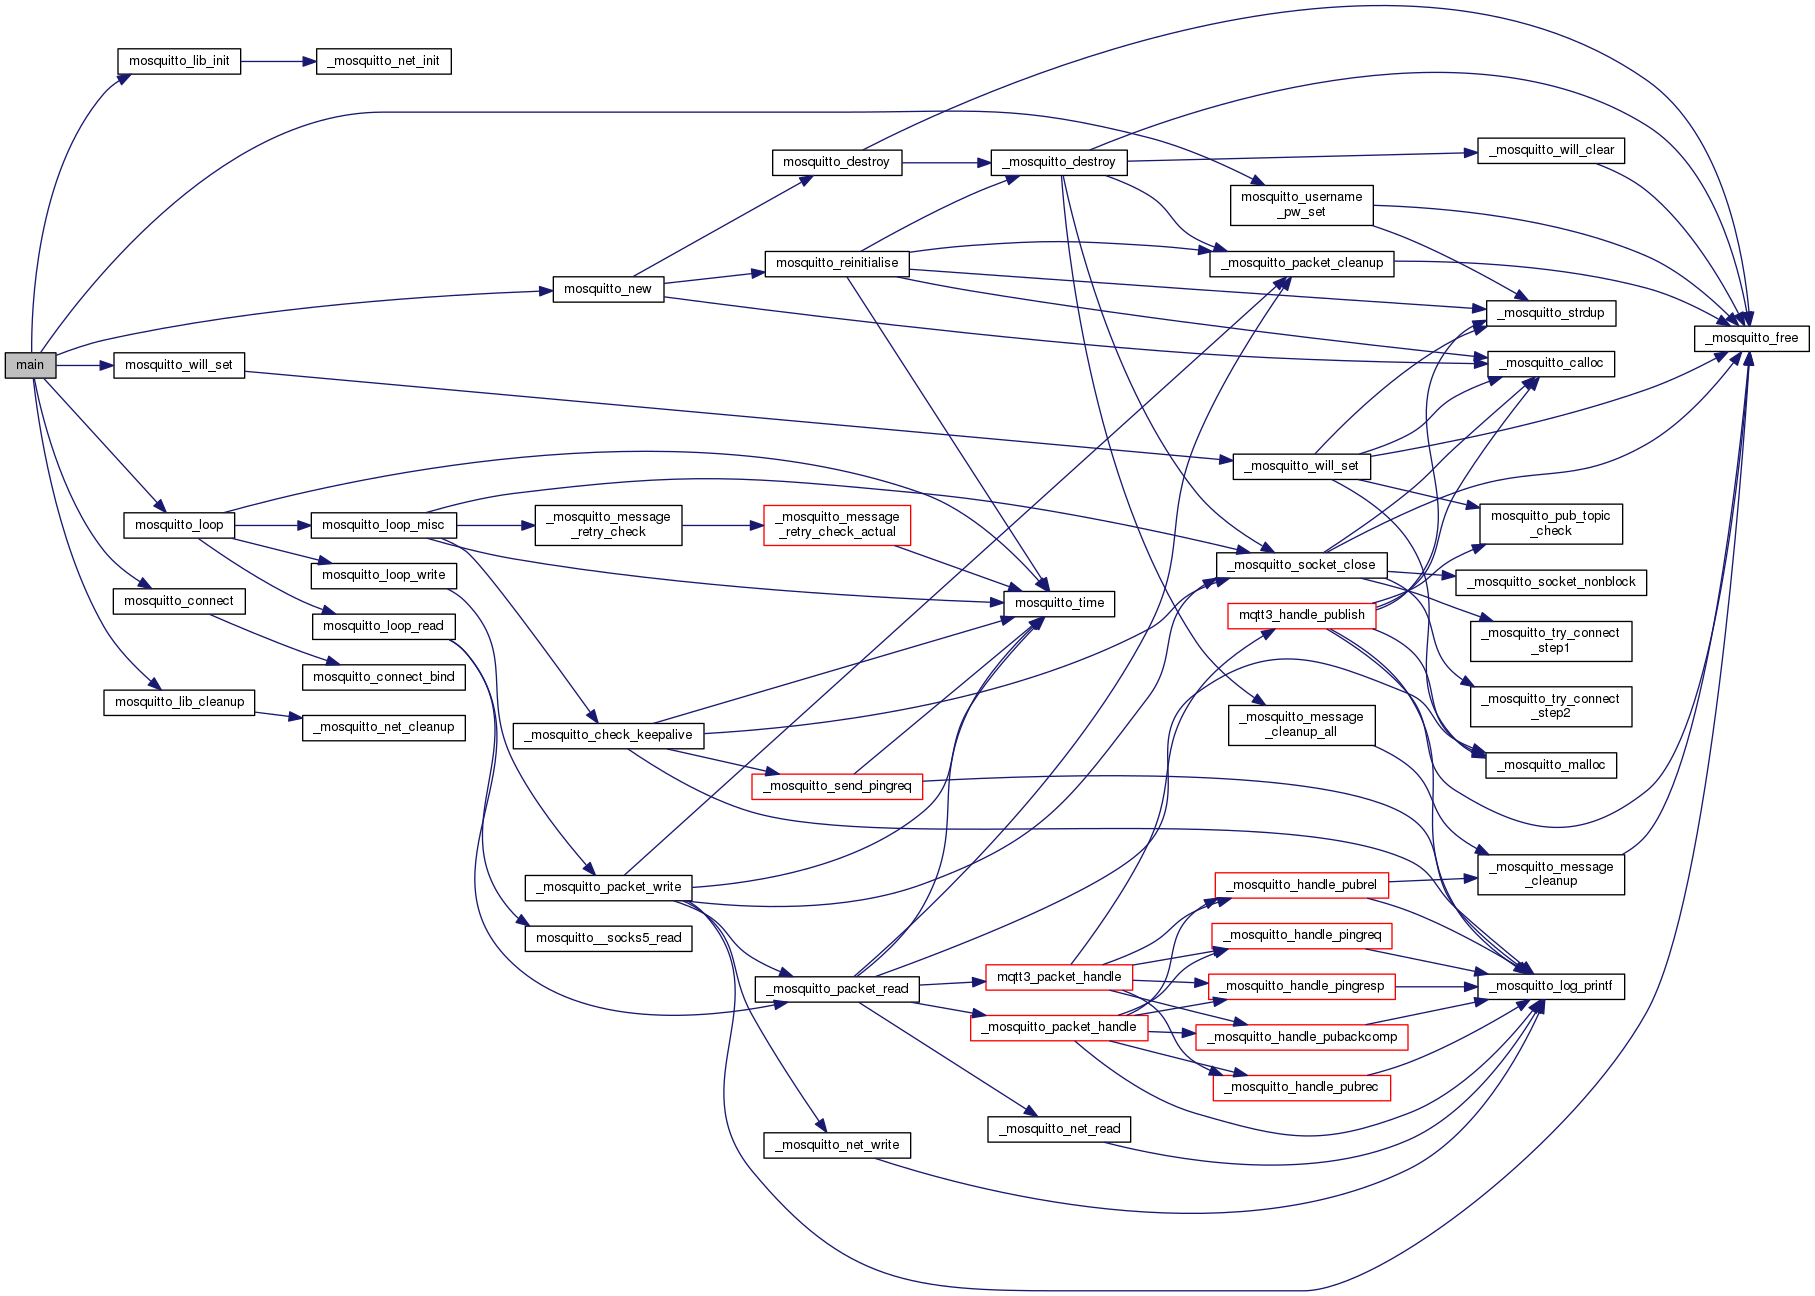 main
mosquitto_lib_init
_mosquitto_net_init
mosquitto_new
mosquitto_will_set
mosquitto_loop
mosquitto_connect
mosquitto_lib_cleanup
mosquitto_loop_misc
mosquitto_loop_write
mosquitto_loop_read
mosquitto_connect_bind
_mosquitto_net_cleanup
_mosquitto_message
_retry_check
_mosquitto_check_keepalive
_mosquitto_packet_write
mosquitto__socks5_read
mosquitto_destroy
mosquitto_reinitialise
_mosquitto_message
_retry_check_actual
_mosquitto_send_pingreq
_mosquitto_packet_read
_mosquitto_net_write
_mosquitto_destroy
mosquitto_time
mqtt3_packet_handle
_mosquitto_packet_handle
_mosquitto_net_read
mosquitto_username
_pw_set
_mosquitto_packet_cleanup
_mosquitto_will_set
_mosquitto_socket_close
mqtt3_handle_publish
_mosquitto_message
_cleanup_all
_mosquitto_handle_pubrel
_mosquitto_handle_pingreq
_mosquitto_handle_pingresp
_mosquitto_handle_pubackcomp
_mosquitto_handle_pubrec
_mosquitto_will_clear
_mosquitto_strdup
_mosquitto_calloc
mosquitto_pub_topic
_check
_mosquitto_socket_nonblock
_mosquitto_try_connect
_step1
_mosquitto_try_connect
_step2
_mosquitto_malloc
_mosquitto_message
_cleanup
_mosquitto_log_printf
_mosquitto_free